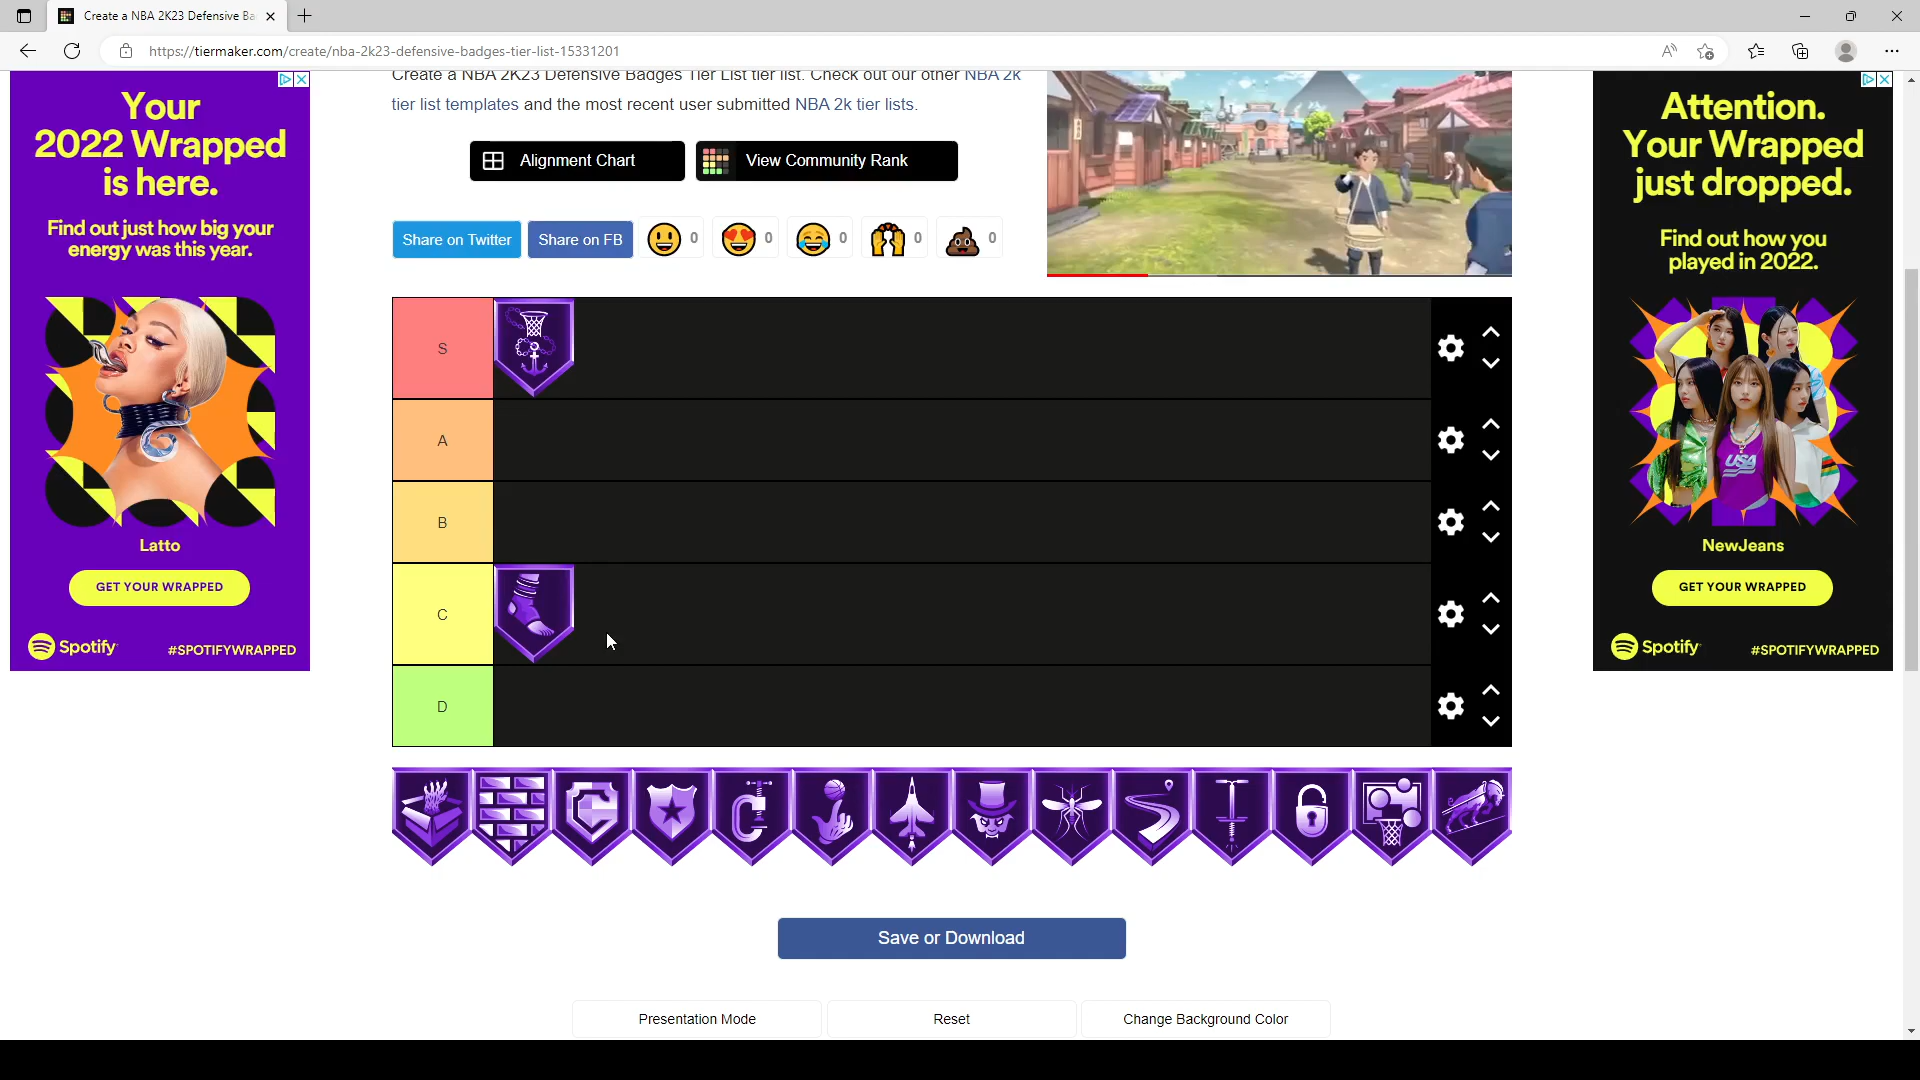 Create a NBA 2K23 Defensive Ba
https://tiermaker.com/create/nba-2k23-defensive-badges-tier-list-15331201
Create a NBA 2K23 Defensive Badges Tier List tier list. Check out our other NBA 2k
tier list templates and the most recent user submitted NBA 2k tier lists.
Alignment Chart
View Community Rank
Share on Twitter
Share on FB
0
0
0
0
0
S
A
B
C
D
Save or Download
Presentation Mode
Reset
Change Background Color
Your
2022 Wrapped
is here.
Find out just how big your
energy was this year.
Latto
GET YOUR WRAPPED
Spotify
#SPOTIFYWRAPPED
Attention.
Your Wrapped
just dropped.
Find out how you
played in 2022.
USA
NewJeans
GET YOUR WRAPPED
Spotify
#SPOTIFYWRAPPED